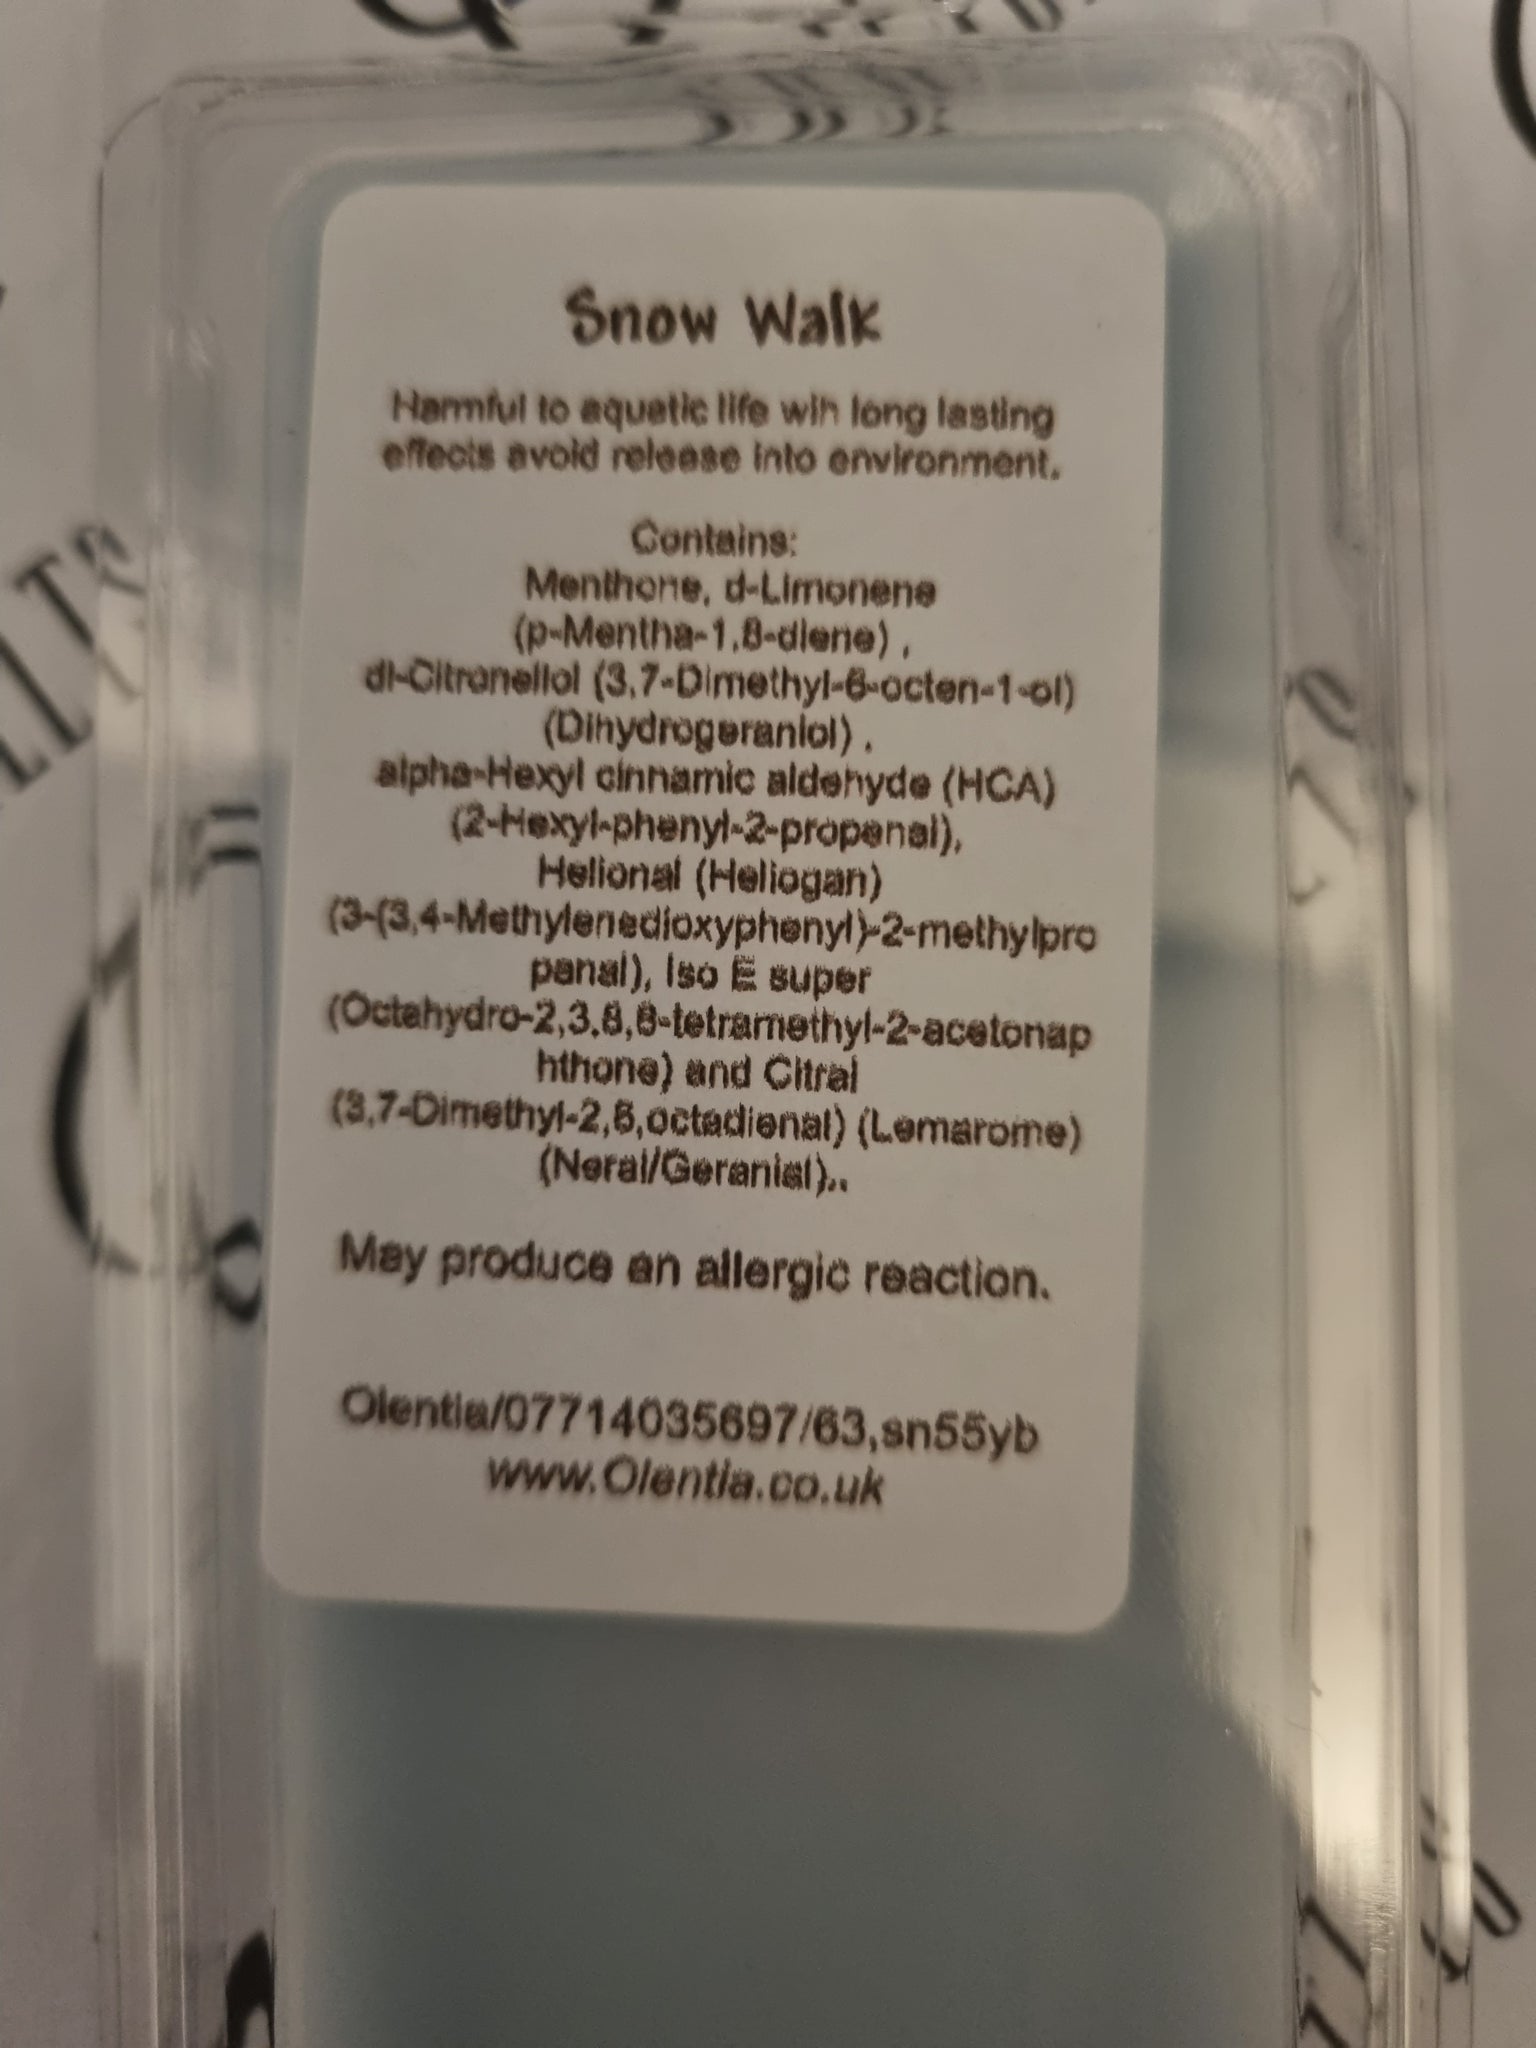 Snow Walk
Harmful to aquatic life wih long lasting
effects avoid release into environment.
Contains:
Menthone, d-Limonene
(p-Mentha-1,8-diene) ,
dl-Citronellol (3,7-Dimethyl-6-octen-1-ol)
(Dihydrogeraniol) ,
alpha-Hexyl cinnamic aldehyde (HCA)
(2-Hexyl-phenyl-2-propenal),
Helional (Heliogan)
(3-(3,4-Methylenedioxyphenyl)-2-methylpro
panal), Iso E super
(Octahydro-2,3,8,8-tetramethyl-2-acetonap
hthone) and Citral
(3,7-Dimethyl-2,6,octadienal) (Lemarome)
(Neral/Geranial)..
May produce an allergic reaction.
Olentia/07714035697/63,sn55yb
www.Olentia.co.uk